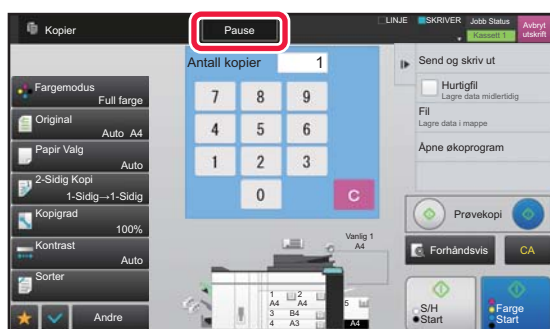 Kopier
Pause
LINJE
SKRIVER
Jobb Status
Kassett 1
Avbryt
utskrift
Antall kopier
1
Fargemodus
Full farge
Original
Auto A4
Papir Valg
Auto
2-Sidig Kopi
1-Sidig→1-Sidig
Kopigrad
100%
Kontrast
Auto
Sorter
Andre
7 8 9
4 5 6
1 2 3
0 C
Vanlig 1
A4
1 2
A4 A4
3 B4
4 A3
5
A4
Send og skriv ut
Hurtigfil
Lagre data midlertidig
Fil
Lagre data i mappe
Åpne økoprogram
Prøvekopi
Forhåndsvis
CA
S/H
Start
Farge
Start